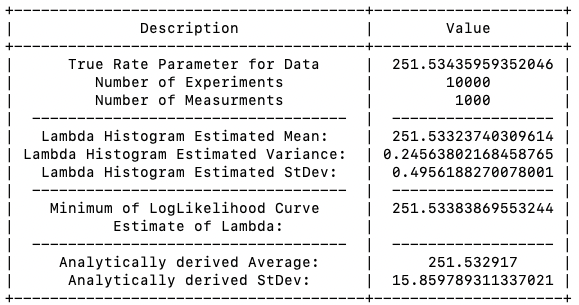 Description | Value
True Rate Parameter for Data | 251.53435959352046
Number of Experiments | 10000
Number of Measurments | 1000
Lambda Histogram Estimated Mean: | 251.53323740309614
Lambda Histogram Estimated Variance: | 0.24563802168458765
Lambda Histogram Estimated StDev: | 0.4956188270078001
Minimum of LogLikelihood Curve | 251.53383869553244
Estimate of Lambda: |
Analytically derived Average: | 251.532917
Analytically derived StDev: | 15.859789311337021